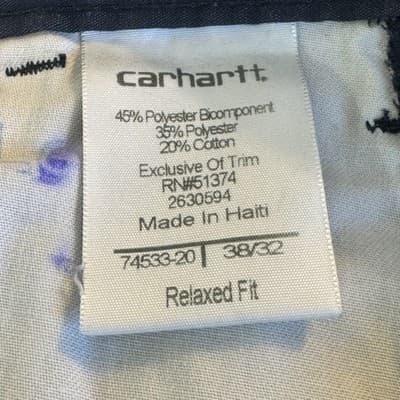 carhartt.
45% Polyester Bicomponent
35% Polyester
20% Cotton
Exclusive Of Trim
RN#51374
2630594
Made In Haiti
74533-20 | 38/32
Relaxed Fit